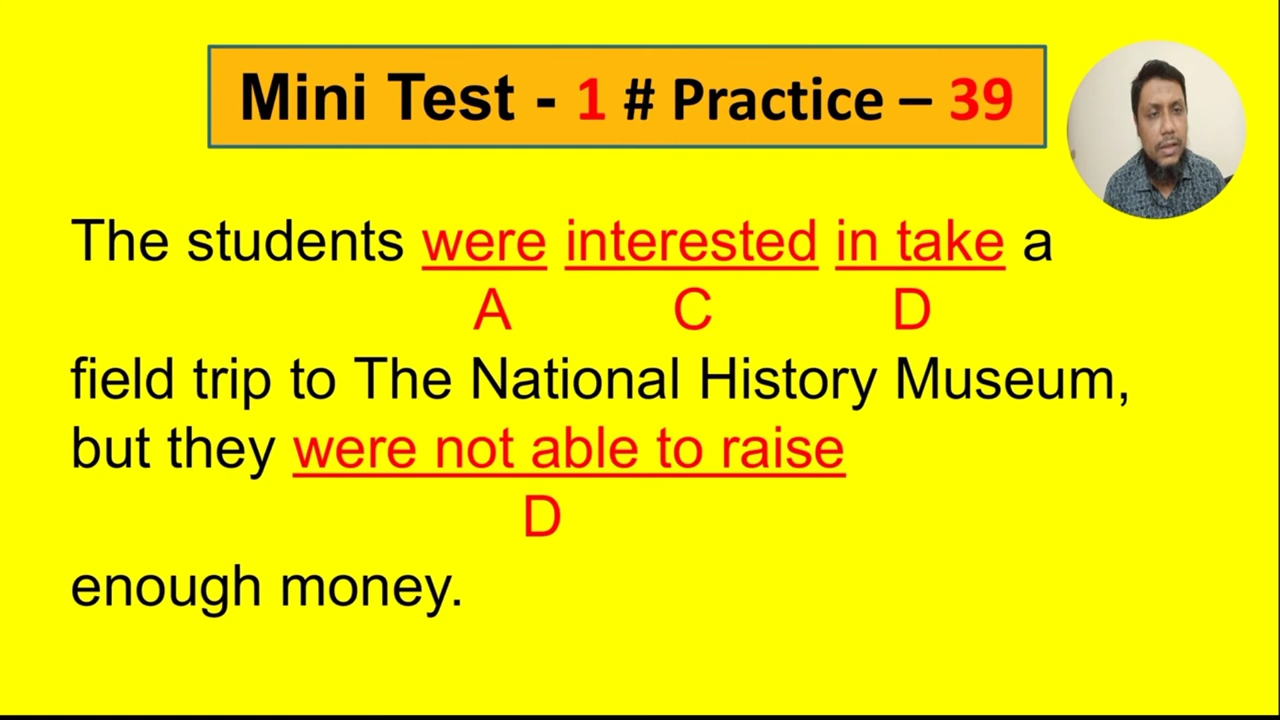 Mini Test - 1 # Practice – 39
The students were interested in take a
A C D
field trip to The National History Museum,
but they were not able to raise
D
enough money.